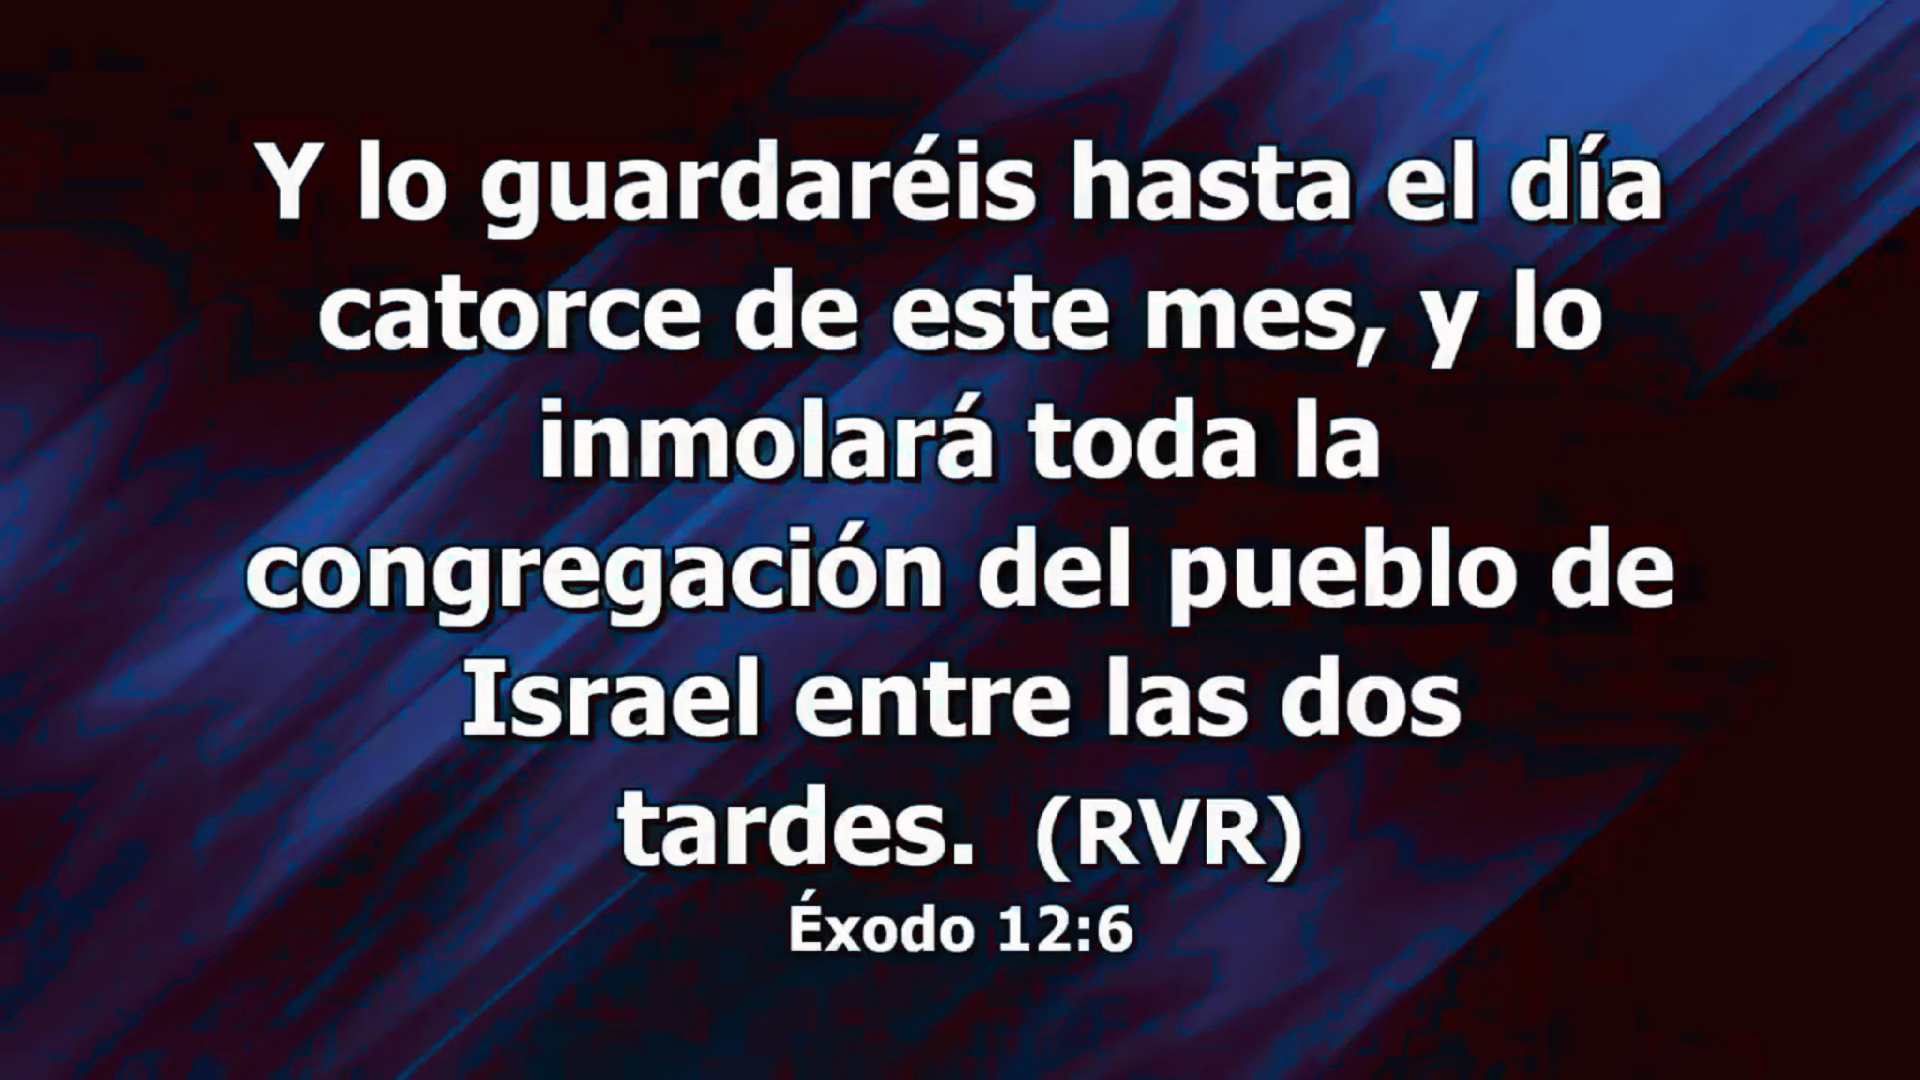 Y lo guardaréis hasta el día
catorce de este mes, y lo
inmolará toda la
congregación del pueblo de
Israel entre las dos
tardes. (RVR)
Éxodo 12:6